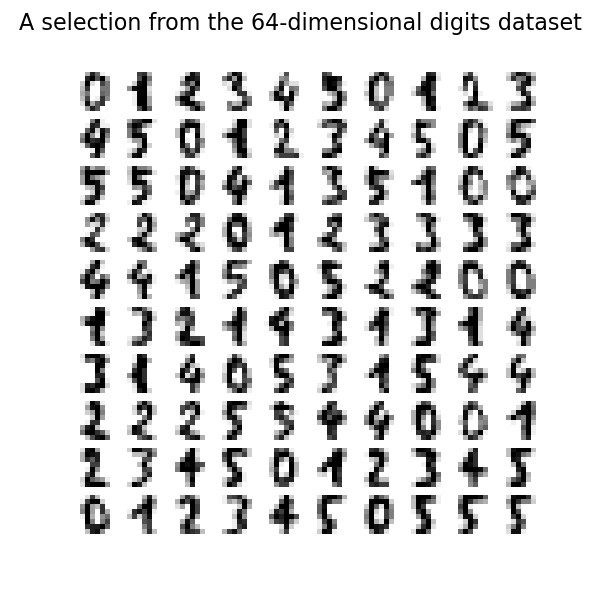 A selection from the 64-dimensional digits dataset
0 1 2 3 4 5 0 1 2 3
4 5 0 1 2 3 4 5 0 5
5 5 0 4 1 3 5 1 0 0
2 2 2 0 1 2 3 3 3 3
4 4 1 5 0 5 2 2 0 0
1 3 2 1 4 3 1 3 1 4
3 1 4 0 5 3 1 5 4 4
2 2 2 5 5 4 4 0 0 1
2 3 4 5 0 1 2 3 4 5
0 1 2 3 4 5 0 5 5 5